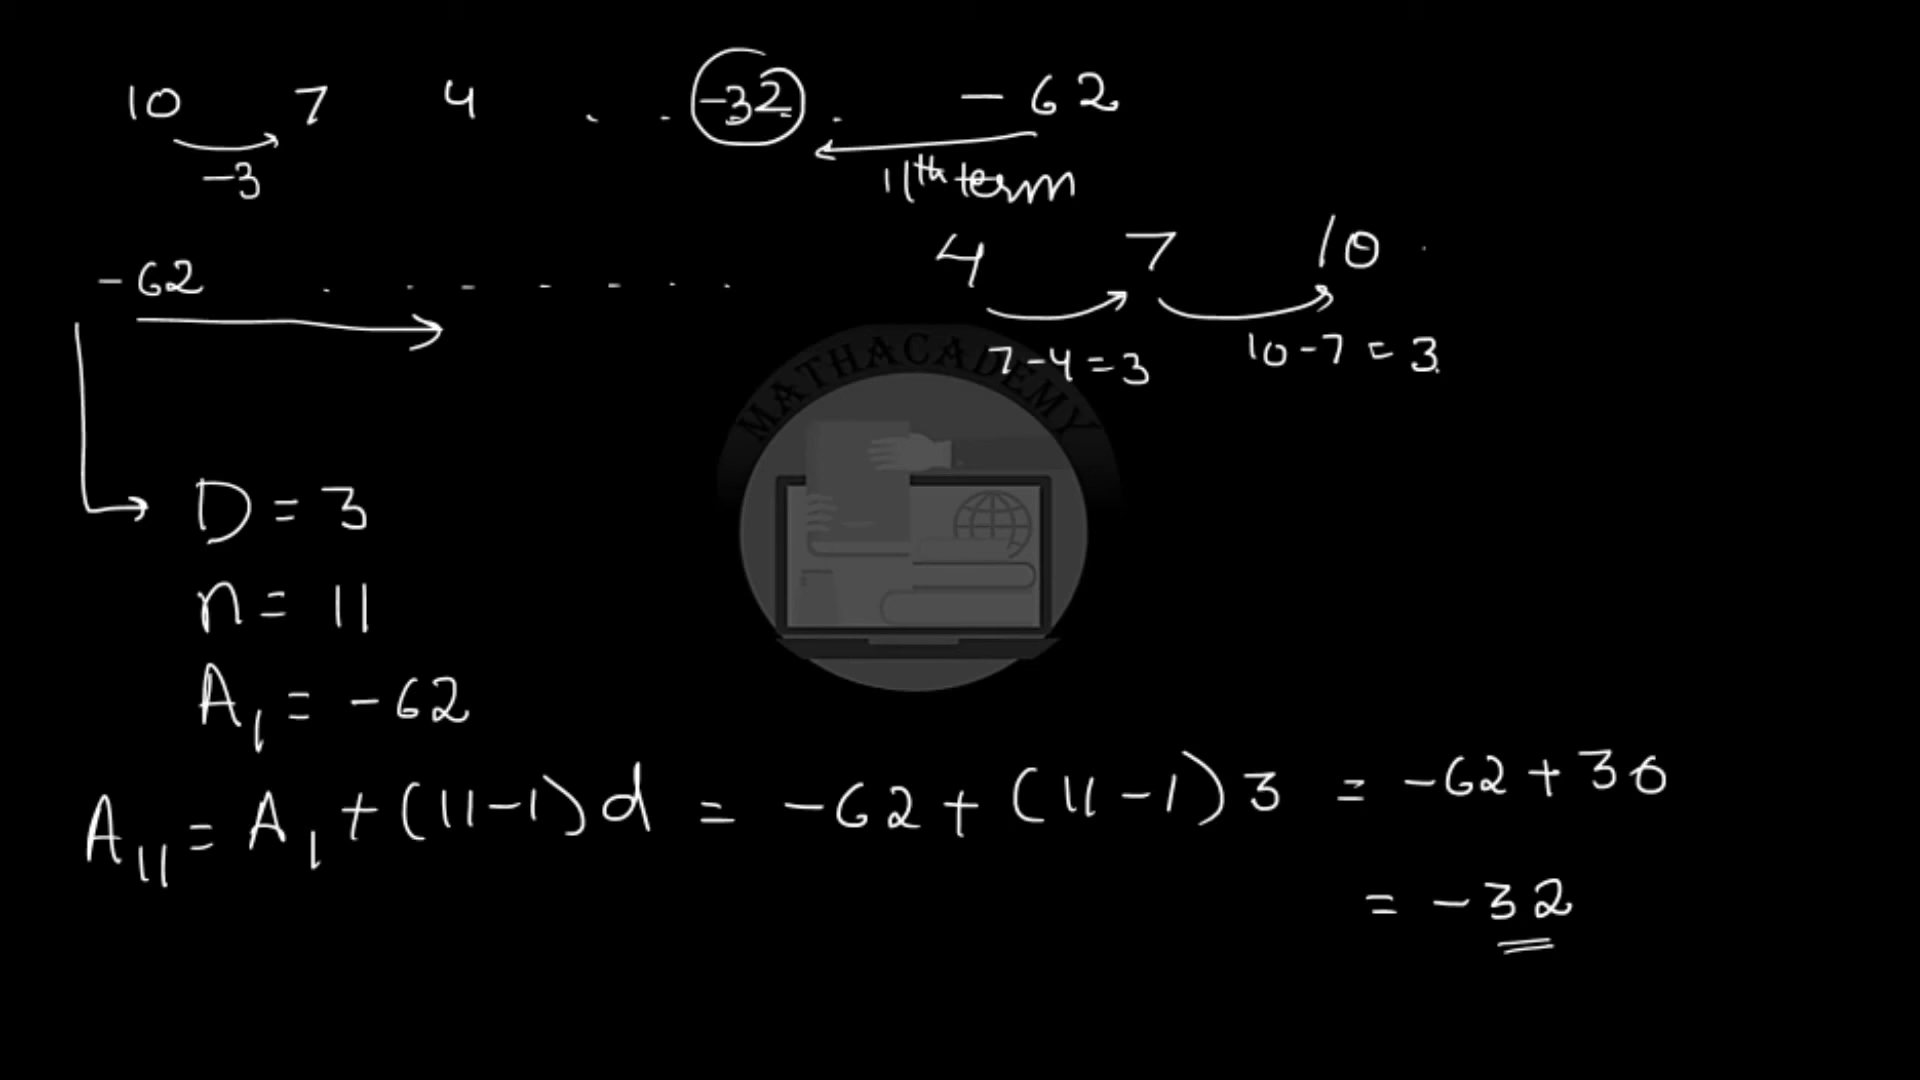 10 7 4 . . -32 . -62
-3
11th term
-62 . . . . . . . 4 7 10 .
7-4=3 10-7=3
MATHACADEMY
D=3
n=11
A1=-62
A11=A1+(11-1)d = -62+(11-1)3 = -62+30
= -32